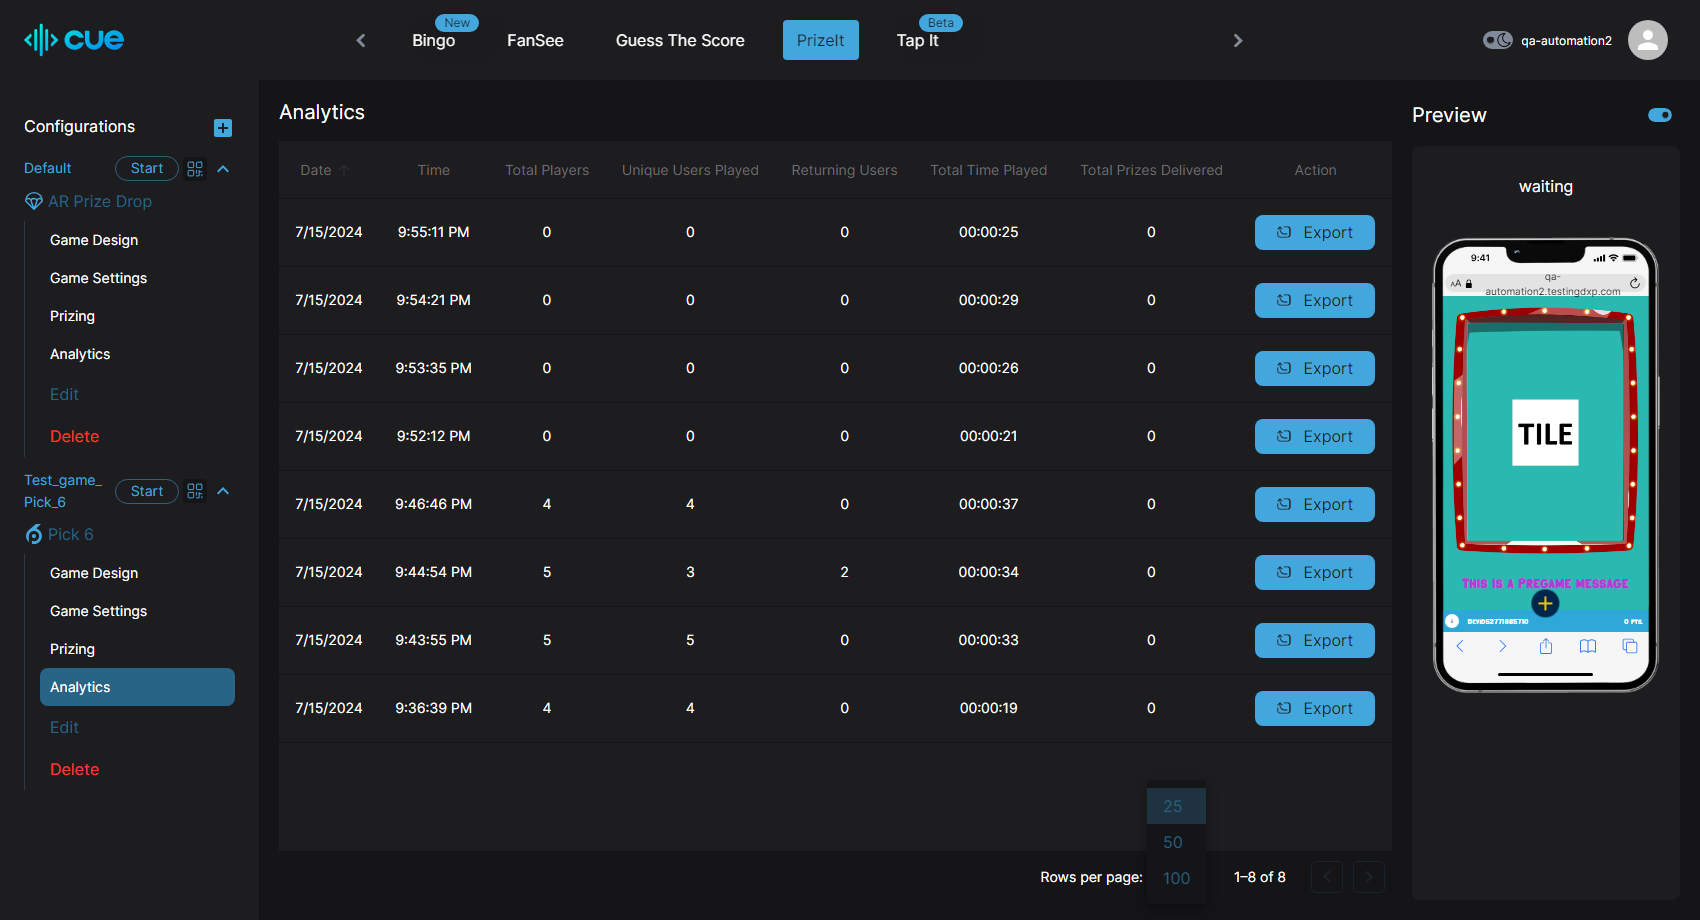 cue
New
Bingo
FanSee
Guess The Score
PrizeIt
Beta
Tap It
qa-automation2
Configurations
Default
Start
AR Prize Drop
Game Design
Game Settings
Prizing
Analytics
Edit
Delete
Test_game_
Pick_6
Start
Pick 6
Game Design
Game Settings
Prizing
Analytics
Edit
Delete
Analytics
Date Time Total Players Unique Users Played Returning Users Total Time Played Total Prizes Delivered Action
7/15/2024 9:55:11 PM 0 0 0 00:00:25 0 Export
7/15/2024 9:54:21 PM 0 0 0 00:00:29 0 Export
7/15/2024 9:53:35 PM 0 0 0 00:00:26 0 Export
7/15/2024 9:52:12 PM 0 0 0 00:00:21 0 Export
7/15/2024 9:46:46 PM 4 4 0 00:00:37 0 Export
7/15/2024 9:44:54 PM 5 3 2 00:00:34 0 Export
7/15/2024 9:43:55 PM 5 5 0 00:00:33 0 Export
7/15/2024 9:36:39 PM 4 4 0 00:00:19 0 Export
25
50
100
Rows per page:
1–8 of 8
Preview
waiting
9:41
AA
qa-
automation2.testingdxp.com
TILE
THIS IS A PREGAME MESSAGE
0 PTS.